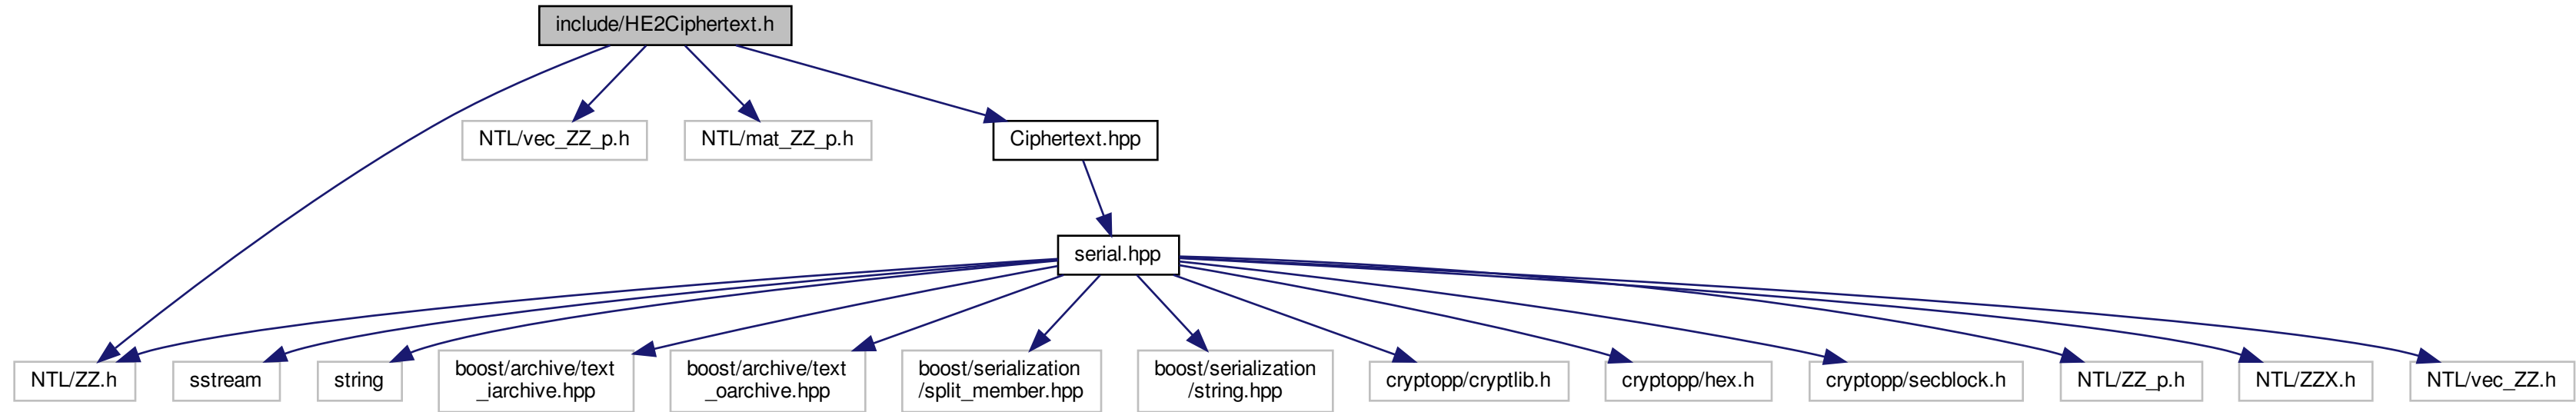 include/HE2Ciphertext.h
NTL/vec_ZZ_p.h
NTL/mat_ZZ_p.h
Ciphertext.hpp
serial.hpp
NTL/ZZ.h
sstream
string
boost/archive/text
_iarchive.hpp
boost/archive/text
_oarchive.hpp
boost/serialization
/split_member.hpp
boost/serialization
/string.hpp
cryptopp/cryptlib.h
cryptopp/hex.h
cryptopp/secblock.h
NTL/ZZ_p.h
NTL/ZZX.h
NTL/vec_ZZ.h